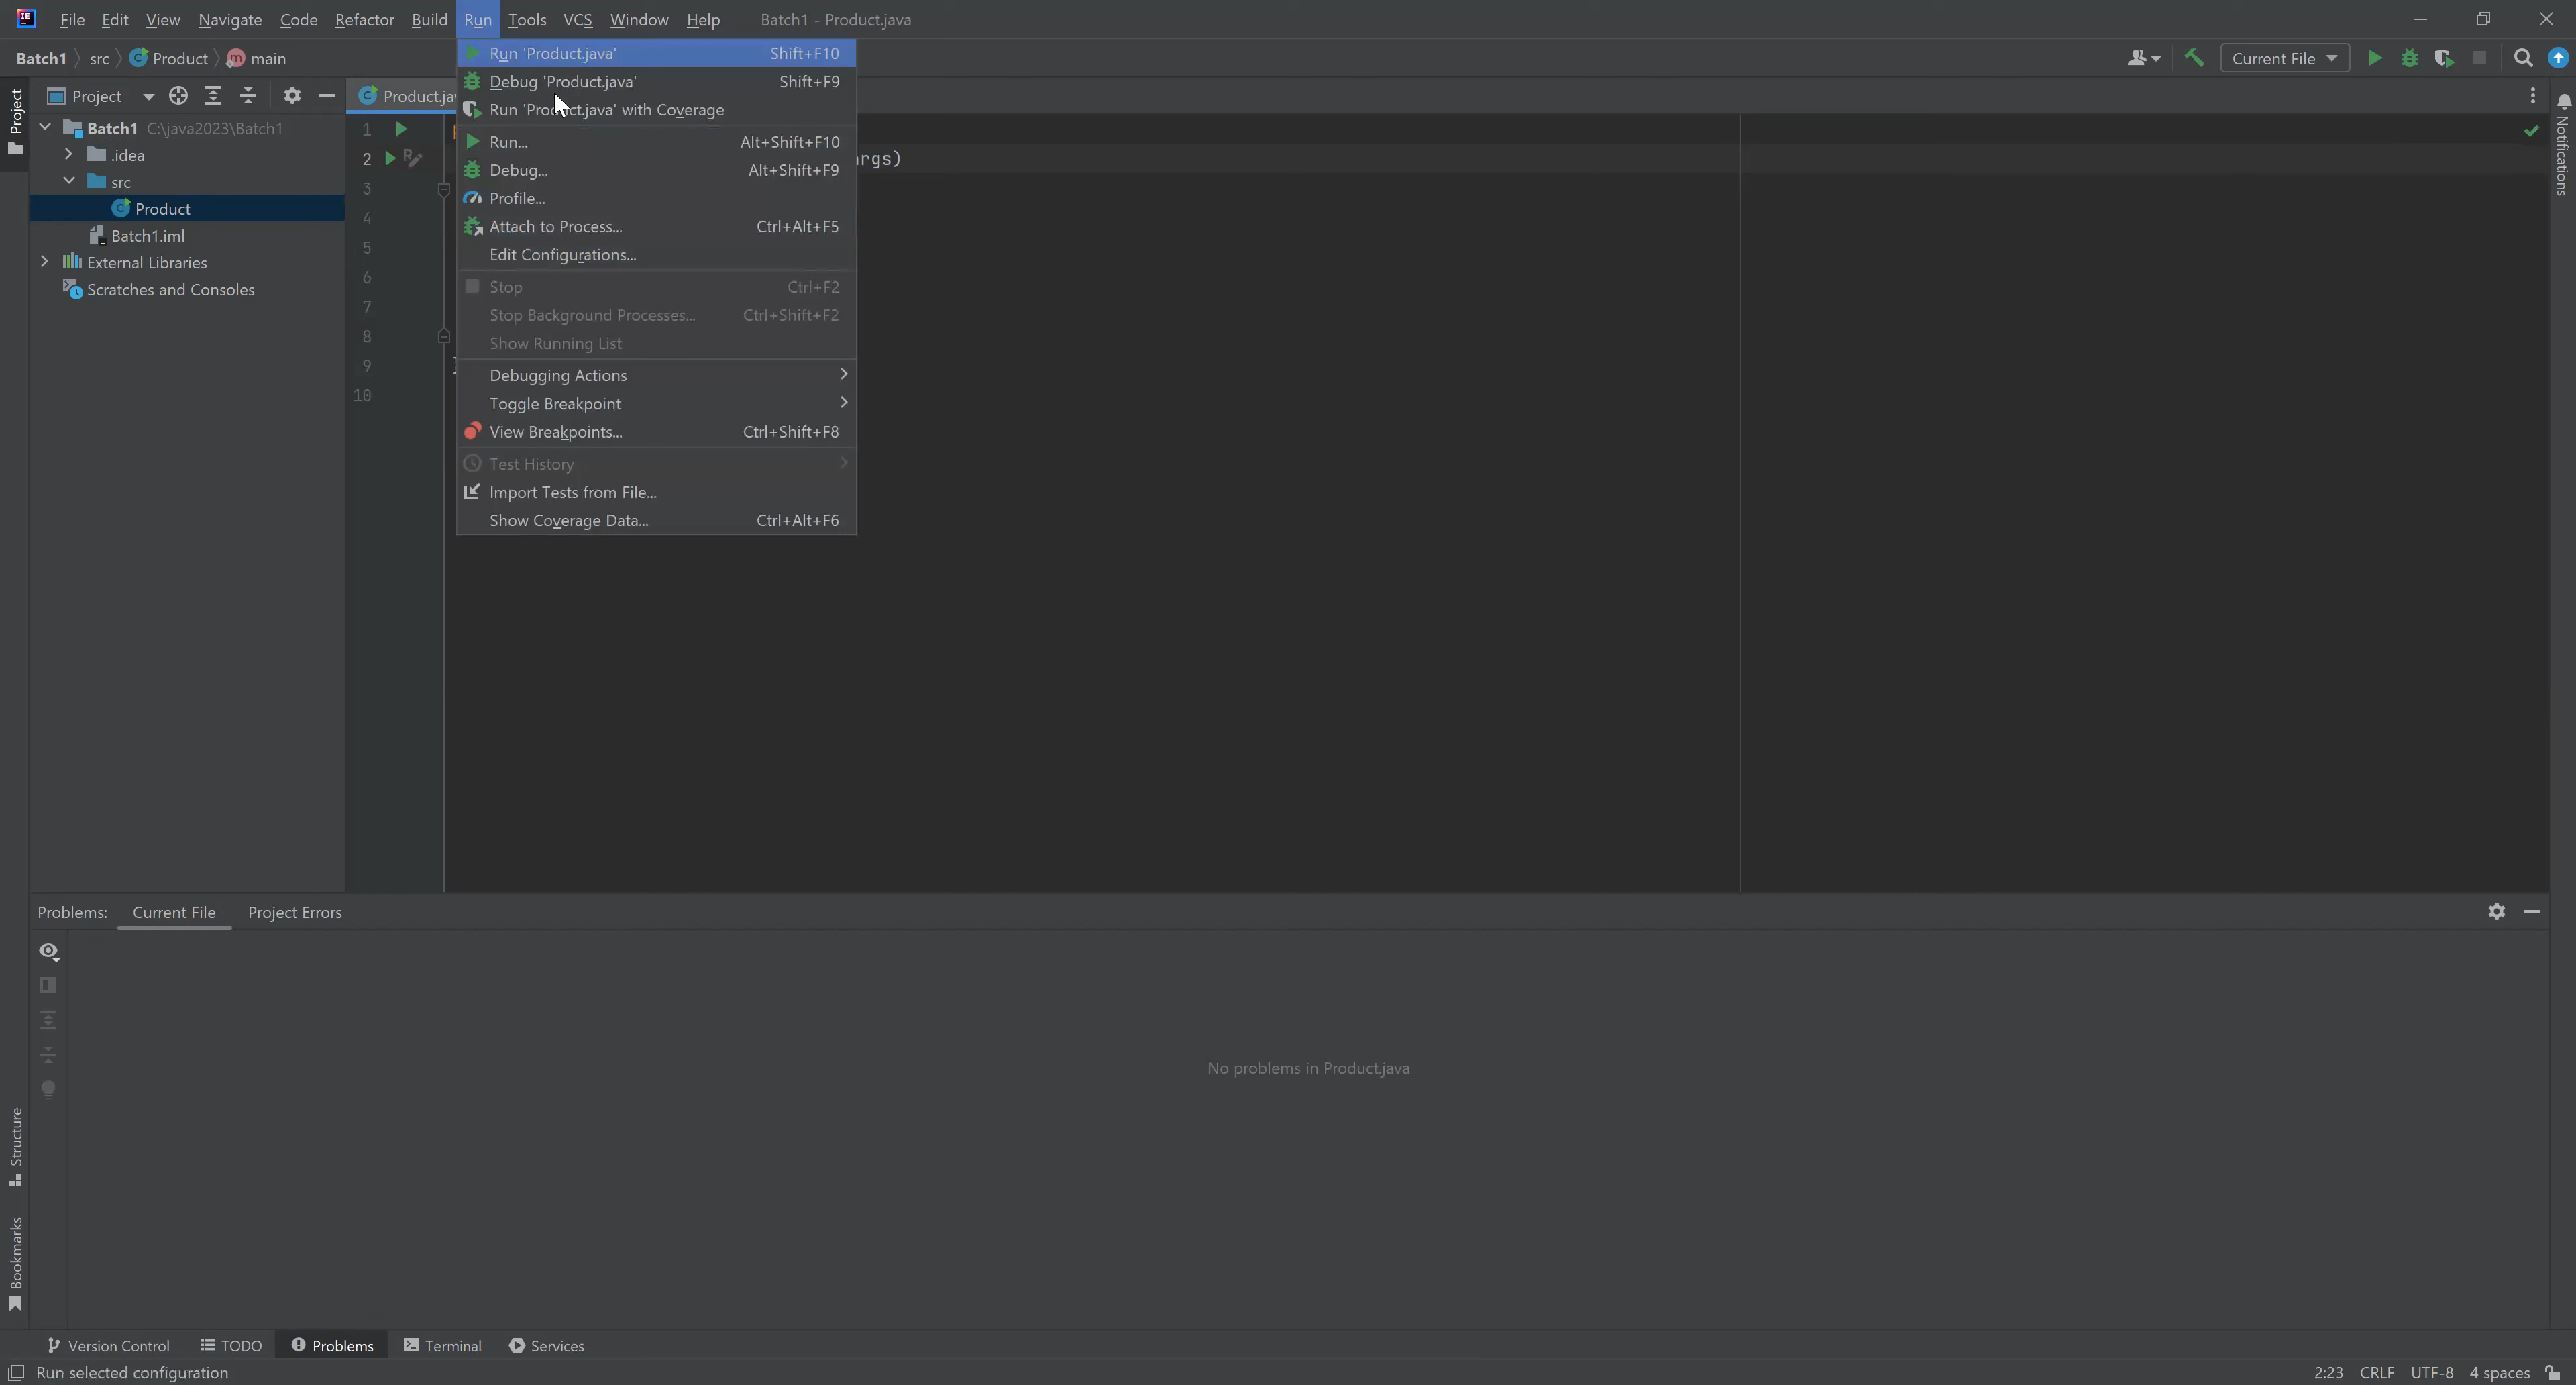 File Edit View Navigate Code Refactor Build Run Tools VCS Window Help Batch1 - Product.java
Batch1 src Product main
Current File
Project
Project
Product.ja
Batch1 C:\java2023\Batch1
.idea
src
Product
Batch1.iml
External Libraries
Scratches and Consoles
Run 'Product.java' Shift+F10
Debug 'Product.java' Shift+F9
Run 'Product.java' with Coverage
Run... Alt+Shift+F10
Debug... Alt+Shift+F9
Profile...
Attach to Process... Ctrl+Alt+F5
Edit Configurations...
Stop Ctrl+F2
Stop Background Processes... Ctrl+Shift+F2
Show Running List
Debugging Actions
Toggle Breakpoint
View Breakpoints... Ctrl+Shift+F8
Test History
Import Tests from File...
Show Coverage Data... Ctrl+Alt+F6
1
2 rgs)
3
4
5
6
7
8
9
10
Notifications
Problems: Current File Project Errors
No problems in Product.java
Structure
Bookmarks
Version Control TODO Problems Terminal Services
Run selected configuration 2:23 CRLF UTF-8 4 spaces